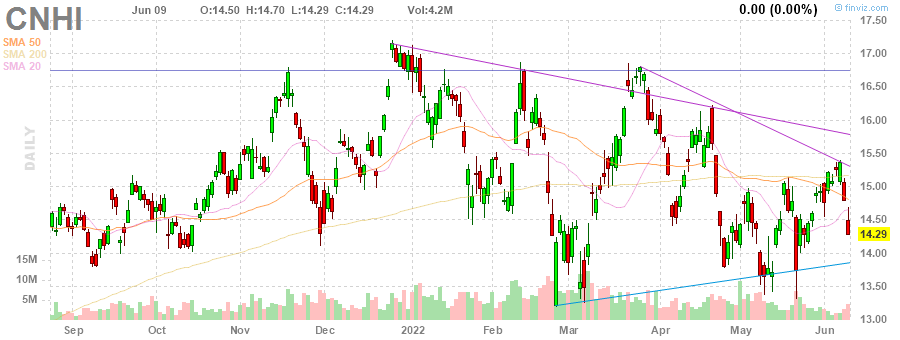 CNHI
Jun 09 O:14.50 H:14.70 L:14.29 C:14.29 Vol:4.2M 0.00 (0.00%) finviz.com
SMA 50
SMA 200
SMA 20
DAILY
17.50
17.00
16.50
16.00
15.50
15.00
14.50
14.29
14.00
13.50
13.00
15M
10M
5M
Sep Oct Nov Dec 2022 Feb Mar Apr May Jun